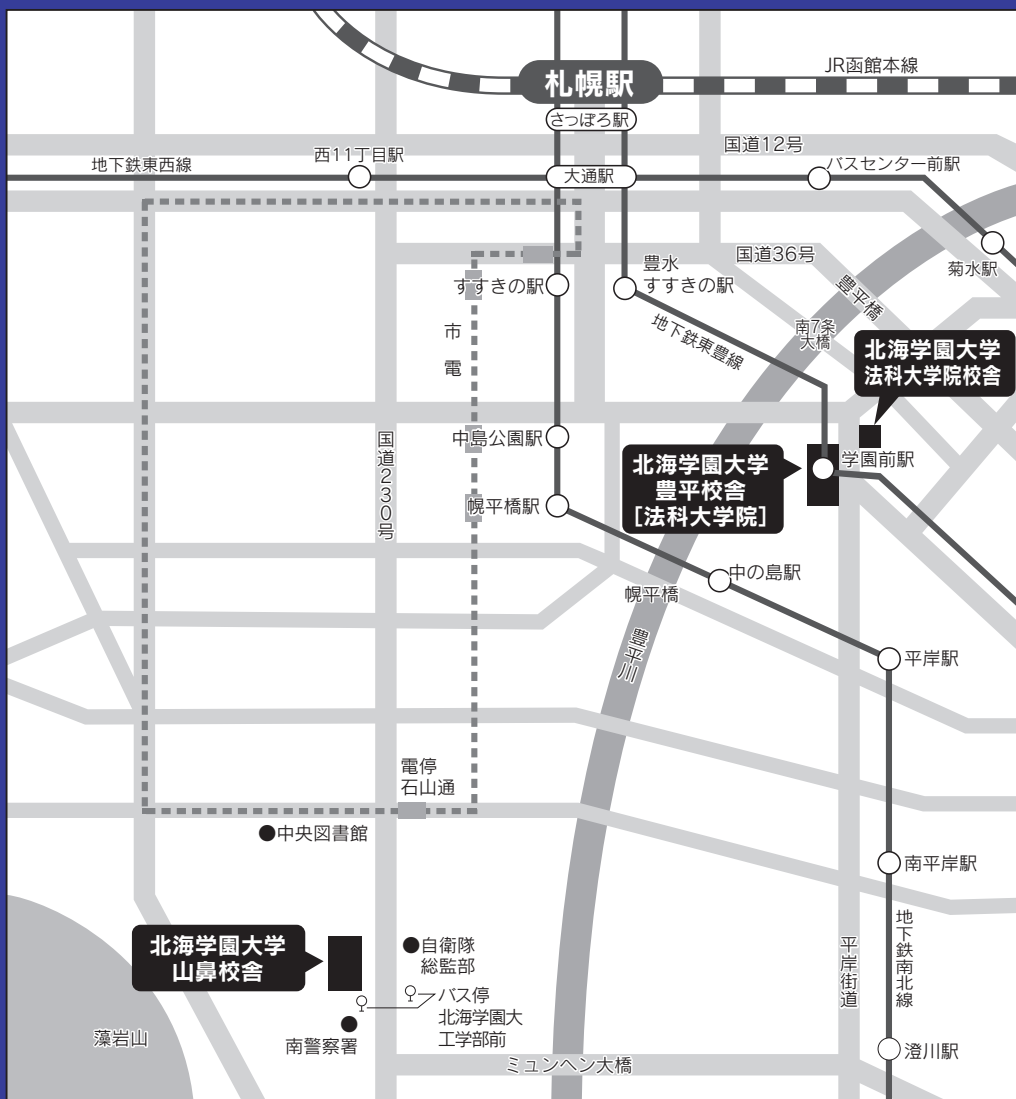 JR函館本線
札幌駅
さっぽろ駅
国道12号
地下鉄東西線
西11丁目駅
大通駅
バスセンター前駅
国道36号
菊水駅
豊水
すすきの駅
すすきの駅
豊平橋
南7条
大橋
地下鉄東豊線
市電
北海学園大学
法科大学院校舎
国道230号
中島公園駅
学園前駅
北海学園大学
豊平校舎
[法科大学院]
幌平橋駅
中の島駅
幌平橋
豊平川
平岸駅
電停
石山通
中央図書館
南平岸駅
北海学園大学
山鼻校舎
自衛隊
総監部
平岸街道
地下鉄南北線
バス停
北海学園大
工学部前
藻岩山
南警察署
ミュンヘン大橋
澄川駅